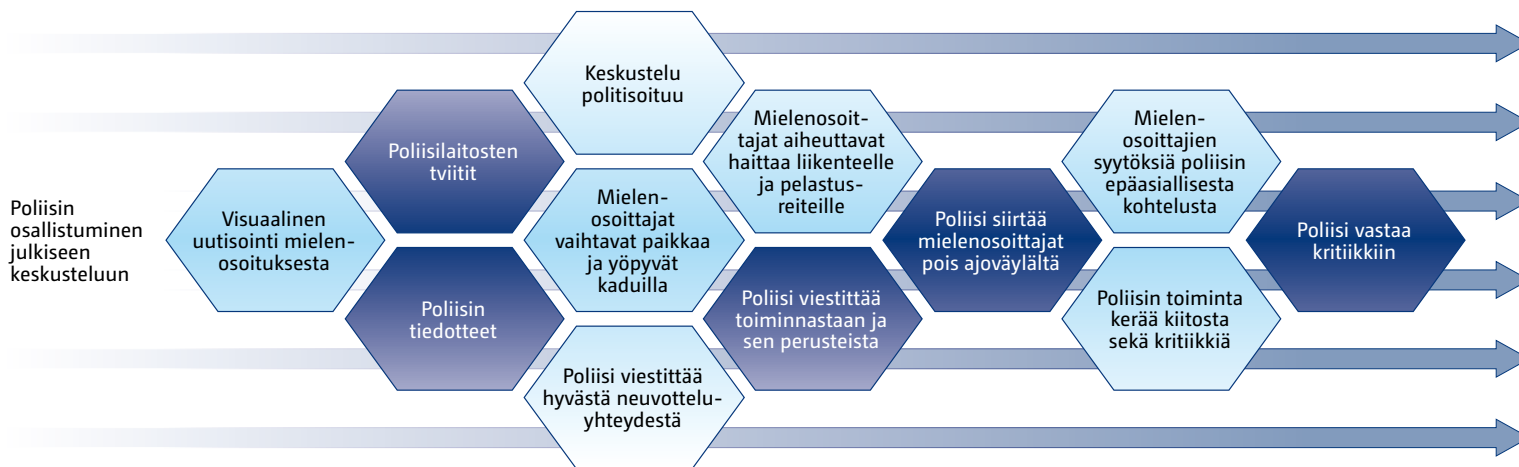 Poliisin
osallistuminen
julkiseen
keskusteluun
Visuaalinen
uutisointi mielen-
osoituksesta
Poliisilaitosten
tviitit
Poliisin
tiedotteet
Keskustelu
politisoituu
Mielen-
osoittajat
vaihtavat paikkaa
ja yöpyvät
kaduilla
Poliisi viestittää
hyvästä neuvottelu-
yhteydestä
Mielenosoit-
tajat aiheuttavat
haittaa liikenteelle
ja pelastus-
reiteille
Poliisi viestittää
toiminnastaan ja
sen perusteista
Poliisi siirtää
mielenosoittajat
pois ajoväylältä
Mielen-
osoittajien
syytöksiä poliisin
epäasiallisesta
kohtelusta
Poliisin toiminta
kerää kiitosta
sekä kritiikkiä
Poliisi vastaa
kritiikkiin